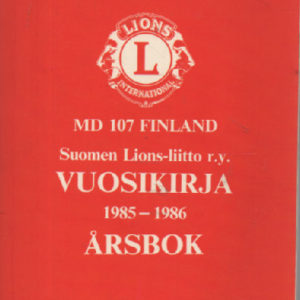 LIONS
L
INTERNATIONAL
MD 107 FINLAND
Suomen Lions-liitto r.y.
VUOSIKIRJA
1985 – 1986
ÅRSBOK